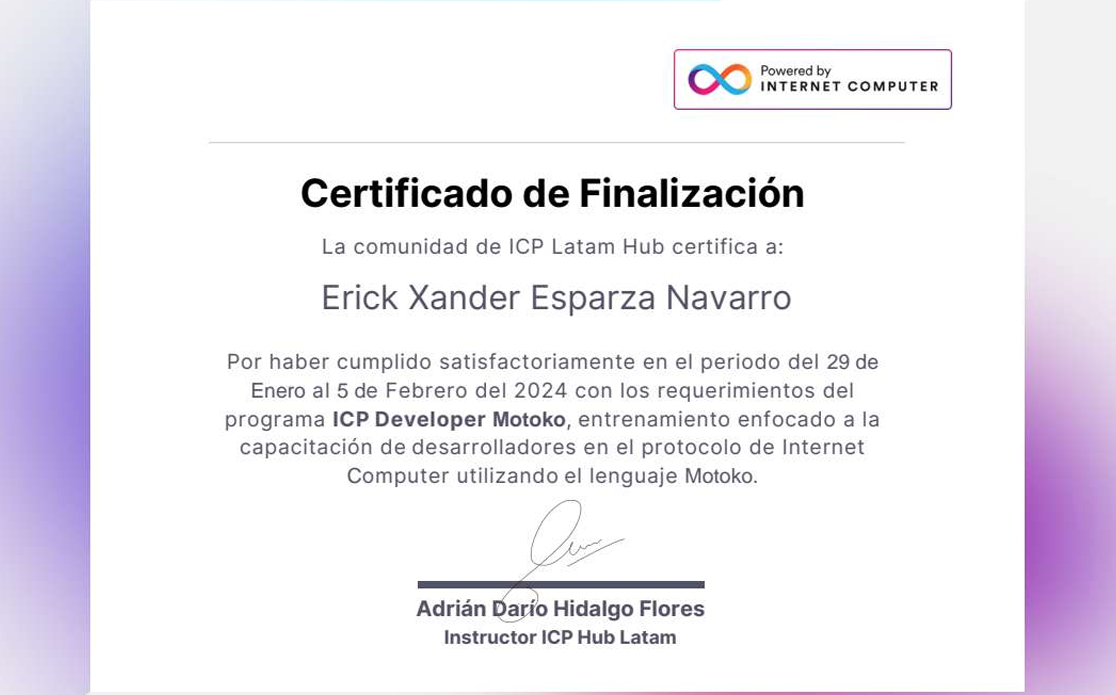 Powered by
INTERNET COMPUTER
Certificado de Finalización
La comunidad de ICP Latam Hub certifica a:
Erick Xander Esparza Navarro
Por haber cumplido satisfactoriamente en el periodo del 29 de
Enero al 5 de Febrero del 2024 con los requerimientos del
programa ICP Developer Motoko, entrenamiento enfocado a la
capacitación de desarrolladores en el protocolo de Internet
Computer utilizando el lenguaje Motoko.
Adrián Darío Hidalgo Flores
Instructor ICP Hub Latam